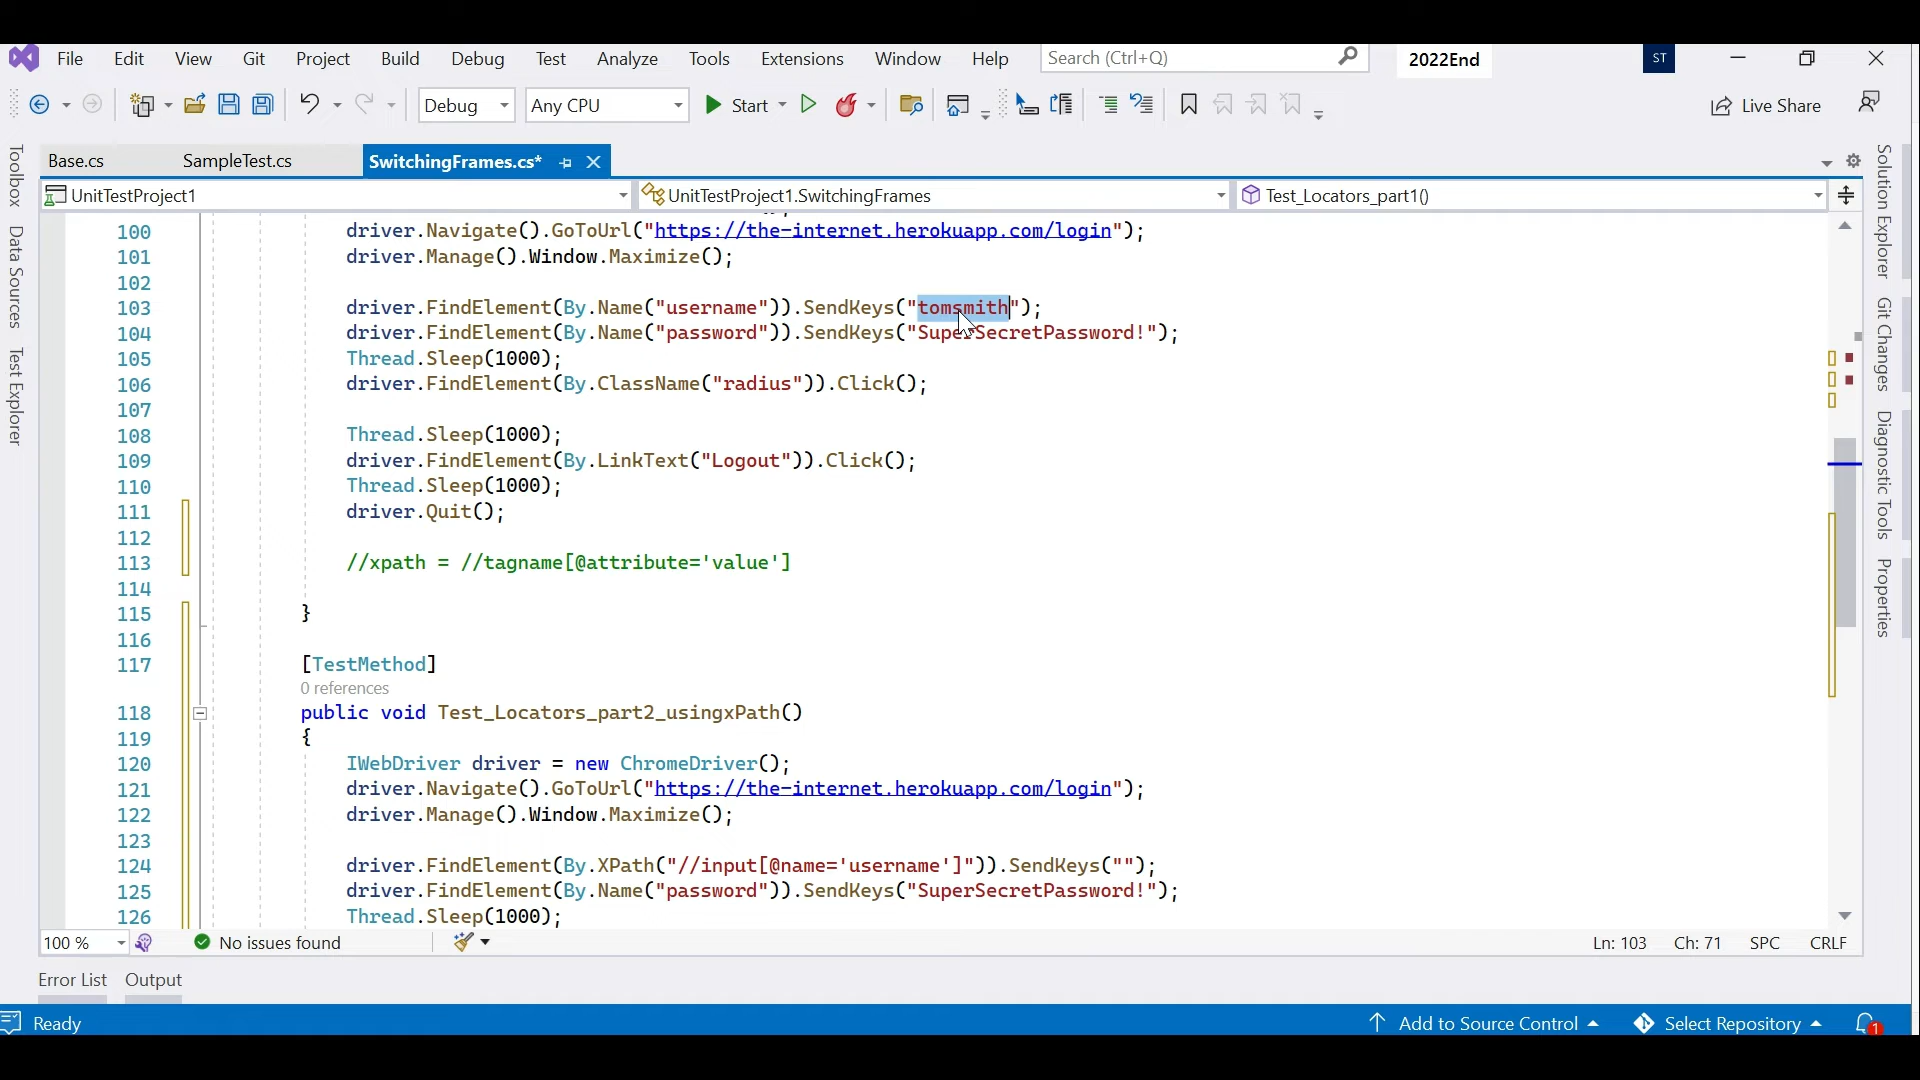 File Edit View Git Project Build Debug Test Analyze Tools Extensions Window Help Search (Ctrl+Q) 2022End ST
Debug Any CPU Start Live Share
Base.cs SampleTest.cs SwitchingFrames.cs*
UnitTestProject1 UnitTestProject1.SwitchingFrames Test_Locators_part1()
Toolbox
Data Sources
Test Explorer
100 driver.Navigate().GoToUrl("https://the-internet.herokuapp.com/login");
101 driver.Manage().Window.Maximize();
102
103 driver.FindElement(By.Name("username")).SendKeys("tomsmith");
104 driver.FindElement(By.Name("password")).SendKeys("SuperSecretPassword!");
105 Thread.Sleep(1000);
106 driver.FindElement(By.ClassName("radius")).Click();
107
108 Thread.Sleep(1000);
109 driver.FindElement(By.LinkText("Logout")).Click();
110 Thread.Sleep(1000);
111 driver.Quit();
112
113 //xpath = //tagname[@attribute='value']
114
115 }
116
117 [TestMethod]
0 references
118 public void Test_Locators_part2_usingxPath()
119 {
120 IWebDriver driver = new ChromeDriver();
121 driver.Navigate().GoToUrl("https://the-internet.herokuapp.com/login");
122 driver.Manage().Window.Maximize();
123
124 driver.FindElement(By.XPath("//input[@name='username']")).SendKeys("");
125 driver.FindElement(By.Name("password")).SendKeys("SuperSecretPassword!");
126 Thread.Sleep(1000);
Solution Explorer
Git Changes
Diagnostic Tools
Properties
100 % No issues found Ln: 103 Ch: 71 SPC CRLF
Error List Output
Ready Add to Source Control Select Repository 1